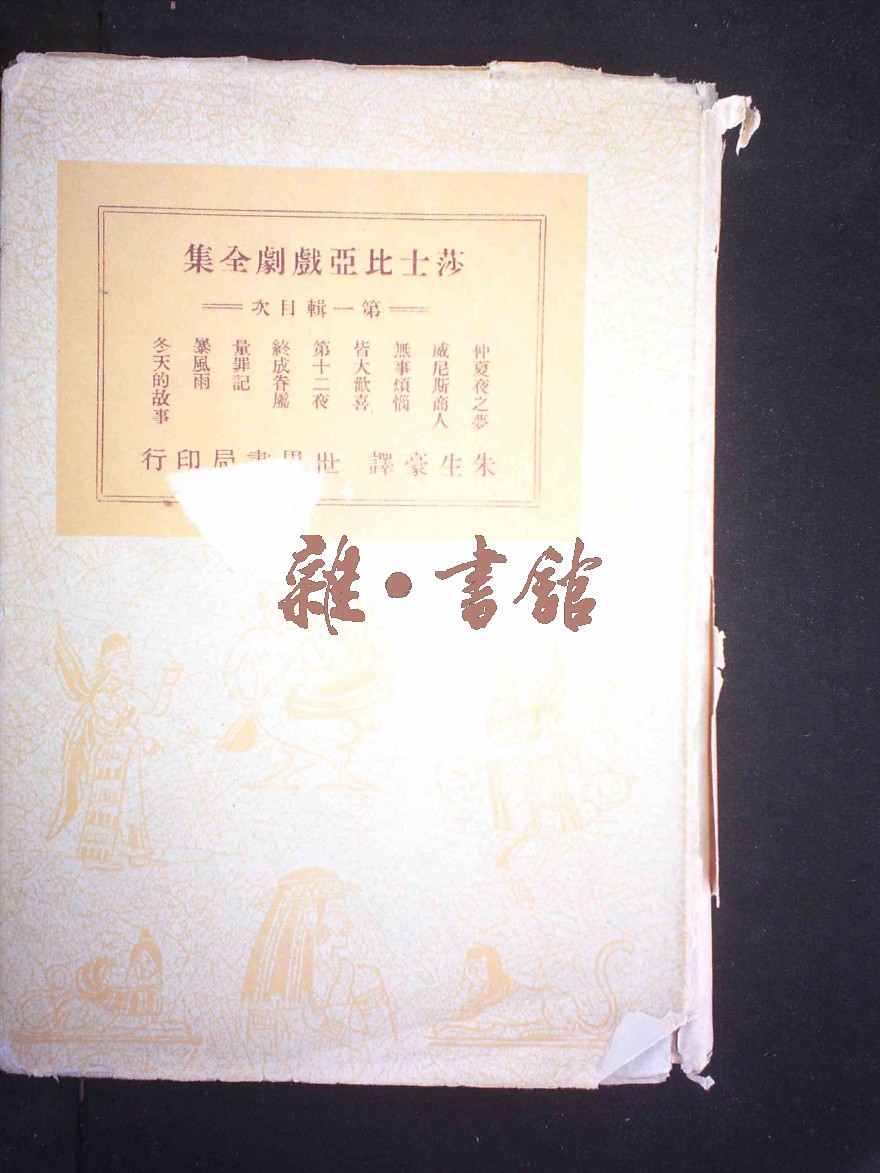 莎士比亞戲劇全集
第一輯目次
仲夏夜之夢
威尼斯商人
無事煩惱
皆大歡喜
第十二夜
終成眷屬
量罪記
暴風雨
冬天的故事
朱生豪譯 世界書局印行
雜·書館